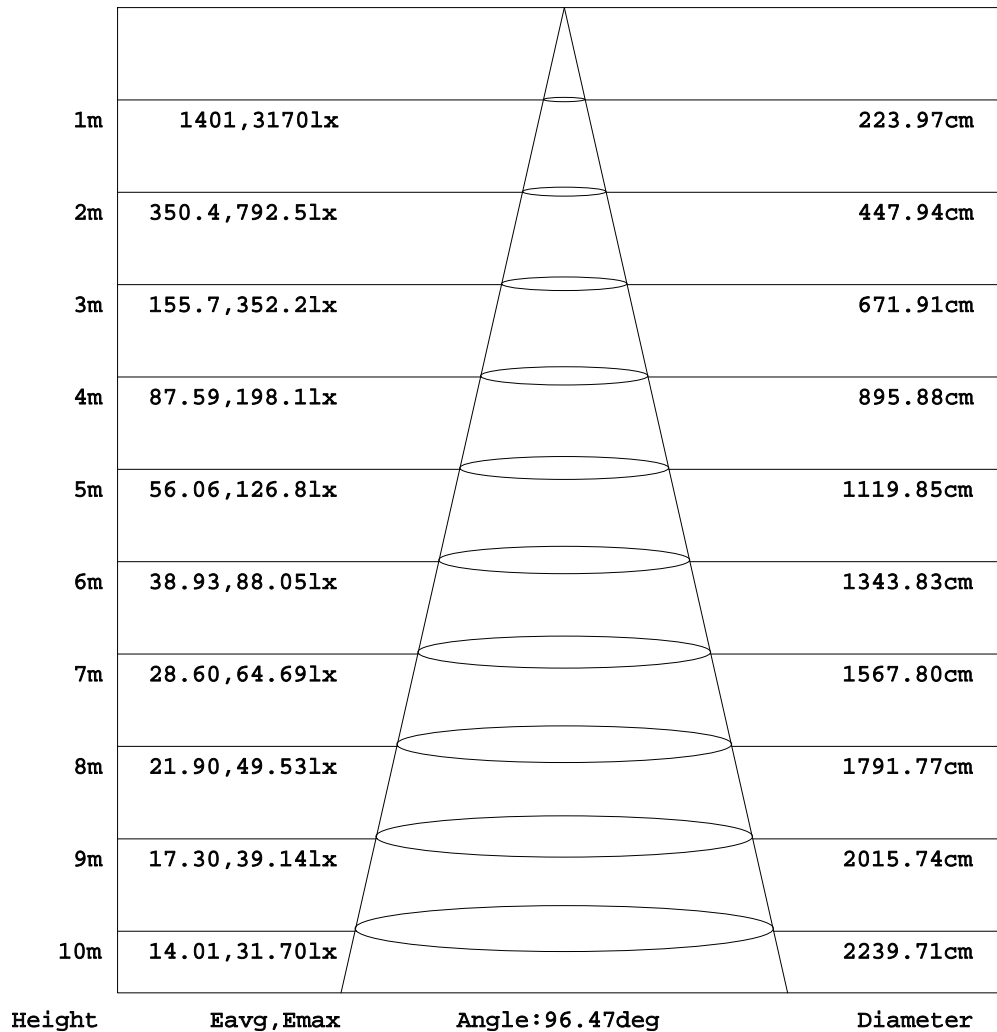 1m 1401,3170lx 223.97cm
2m 350.4,792.5lx 447.94cm
3m 155.7,352.2lx 671.91cm
4m 87.59,198.1lx 895.88cm
5m 56.06,126.8lx 1119.85cm
6m 38.93,88.05lx 1343.83cm
7m 28.60,64.69lx 1567.80cm
8m 21.90,49.53lx 1791.77cm
9m 17.30,39.14lx 2015.74cm
10m 14.01,31.70lx 2239.71cm
Height Eavg,Emax Angle:96.47deg Diameter